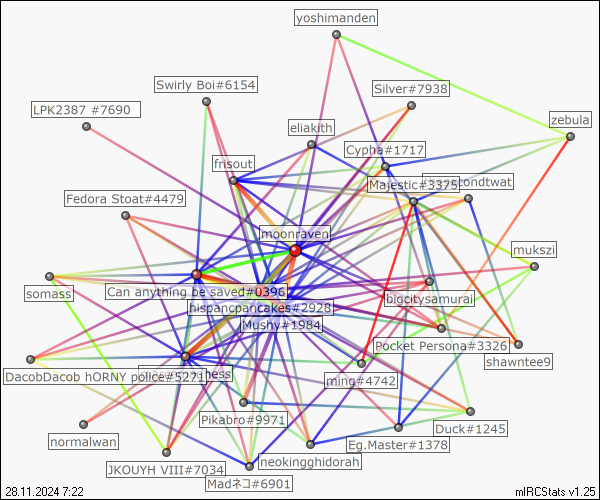 yoshimanden
Swirly Boi#6154
Silver#7938
LPK2387 #7690
zebula
eliakith
Cypha#1717
frisout
Majestic#3375
condtwat
Fedora Stoat#4479
moonraven
mukszi
somass
Can anything be saved#0396
bigcitysamurai
hispancpancakes#2928
Mushy#1984
Pocket Persona#3326
shawntee9
DacobDacob hORNY police#5271
ness
ming#4742
Pikabro#9971
Duck#1245
normalwan
Eg.Master#1378
neokingghidorah
JKOUYH VIII#7034
Madネコ#6901
28.11.2024 7:22
mIRCStats v1.25